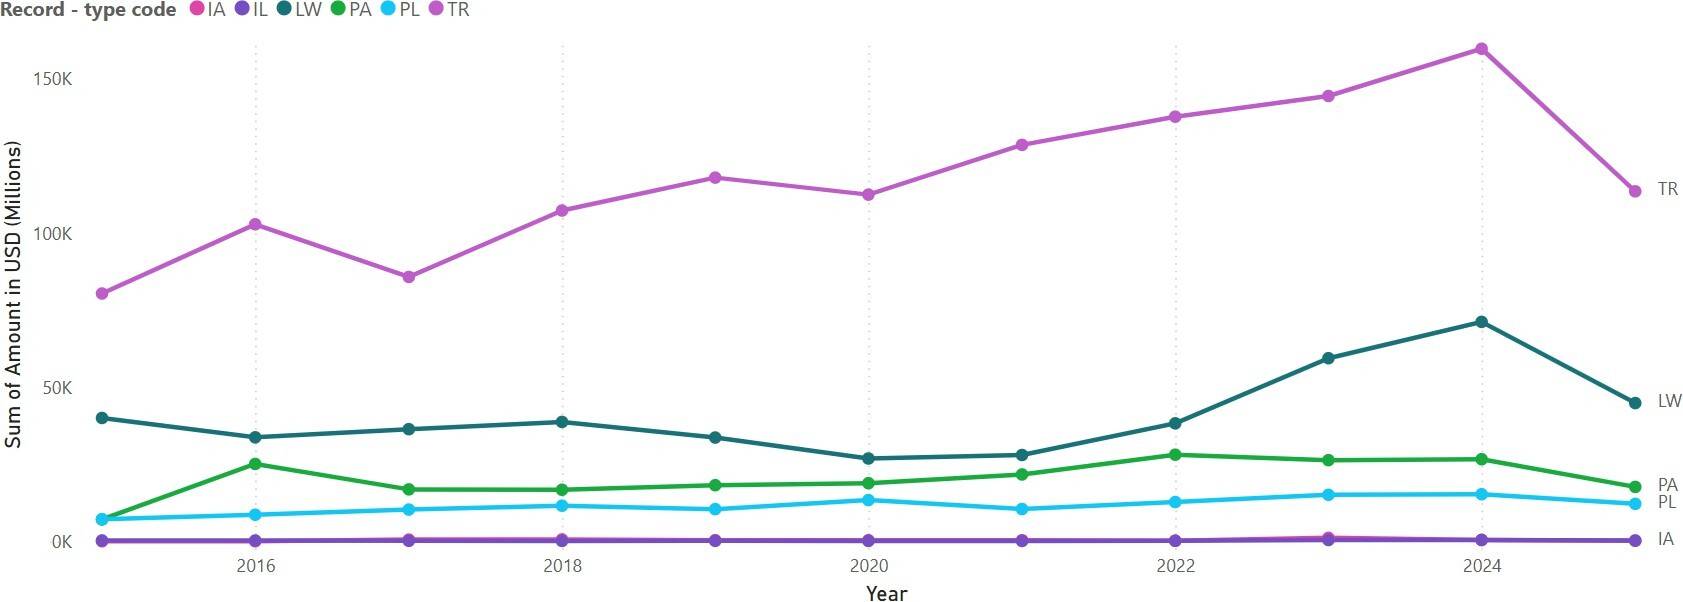 Record - type code IA IL LW PA PL TR
150K
100K
50K
0K
Sum of Amount in USD (Millions)
TR
LW
PA
PL
IA
2016 2018 2020 2022 2024
Year